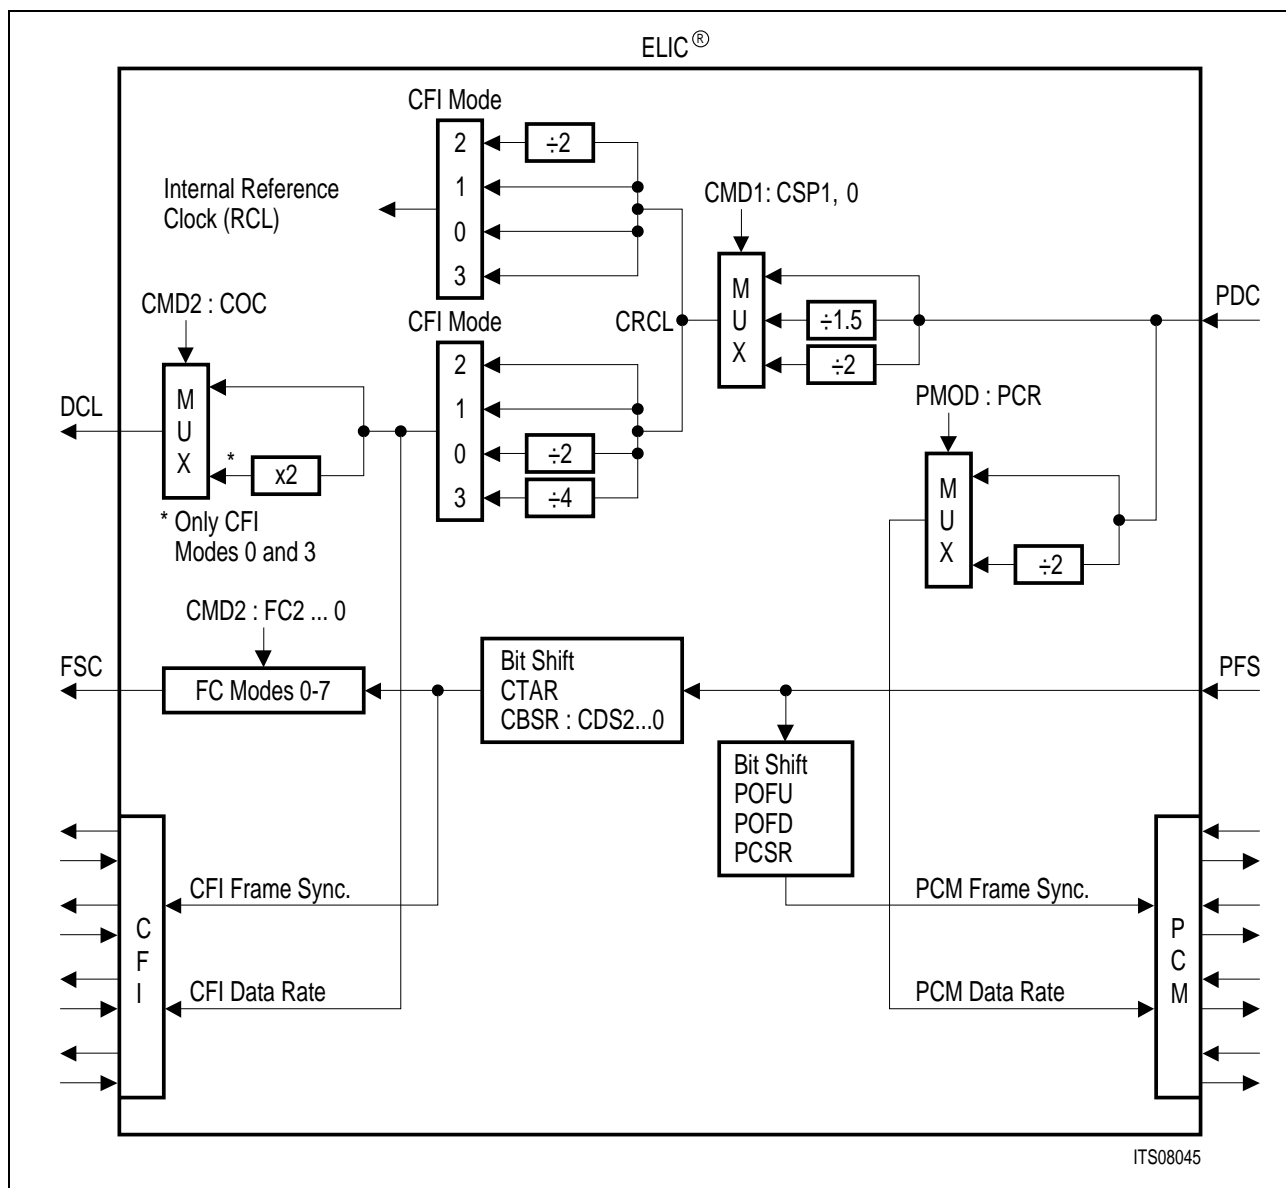 ELIC ®
CFI Mode
2
÷2
1
0
3
Internal Reference
Clock (RCL)
CMD1: CSP1, 0
M
U
X
÷1.5
÷2
PDC
CRCL
CMD2 : COC
M
U
X
x2
*
* Only CFI
Modes 0 and 3
DCL
CFI Mode
2
1
0
3
÷2
÷4
PMOD : PCR
M
U
X
÷2
CMD2 : FC2 ... 0
FSC
FC Modes 0-7
Bit Shift
CTAR
CBSR : CDS2...0
PFS
Bit Shift
POFU
POFD
PCSR
CFI Frame Sync.
PCM Frame Sync.
C
F
I
P
C
M
CFI Data Rate
PCM Data Rate
ITS08045